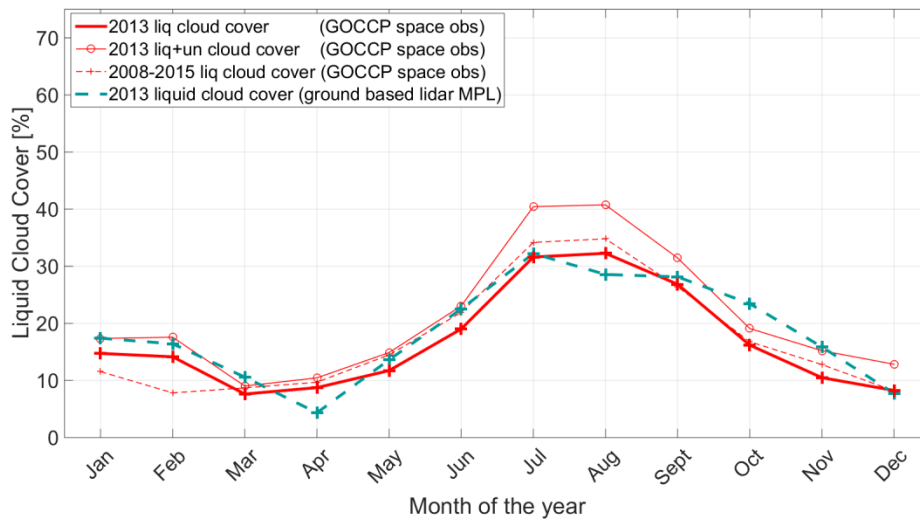 2013 liq cloud cover (GOCCP space obs)
2013 liq+un cloud cover (GOCCP space obs)
2008-2015 liq cloud cover (GOCCP space obs)
2013 liquid cloud cover (ground based lidar MPL)
Liquid Cloud Cover [%]
70
60
50
40
30
20
10
0
Jan Feb Mar Apr May Jun Jul Aug Sept Oct Nov Dec
Month of the year